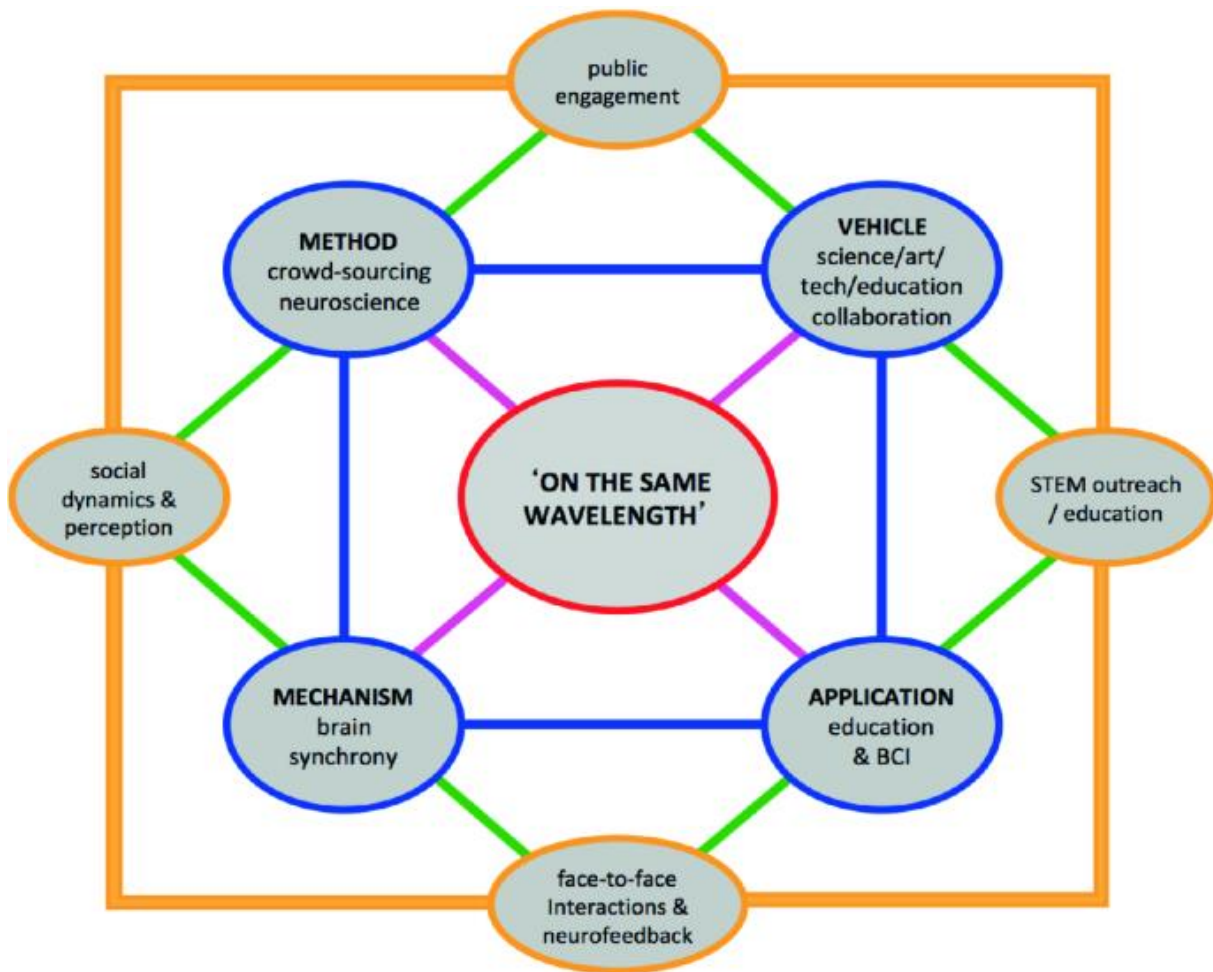 public
engagement
METHOD
crowd-sourcing
neuroscience
VEHICLE
science/art/
tech/education
collaboration
social
dynamics &
perception
‘ON THE SAME
WAVELENGTH’
STEM outreach
/ education
MECHANISM
brain
synchrony
APPLICATION
education
& BCI
face-to-face
Interactions &
neurofeedback